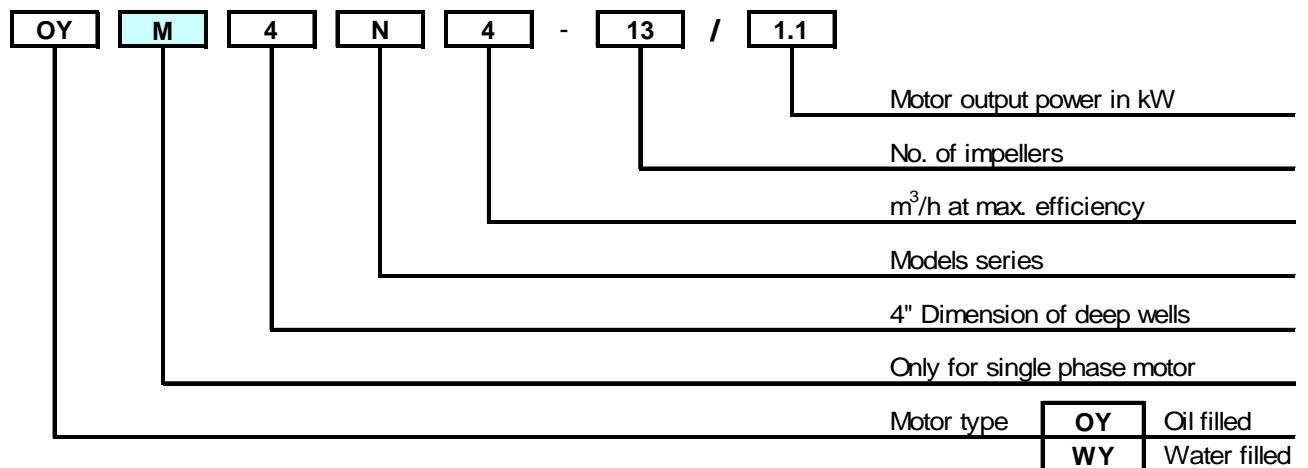 OY M 4 N 4 - 13 / 1.1
Motor output power in kW
No. of impellers
m³/h at max. efficiency
Models series
4" Dimension of deep wells
Only for single phase motor
Motor type OY Oil filled
WY Water filled